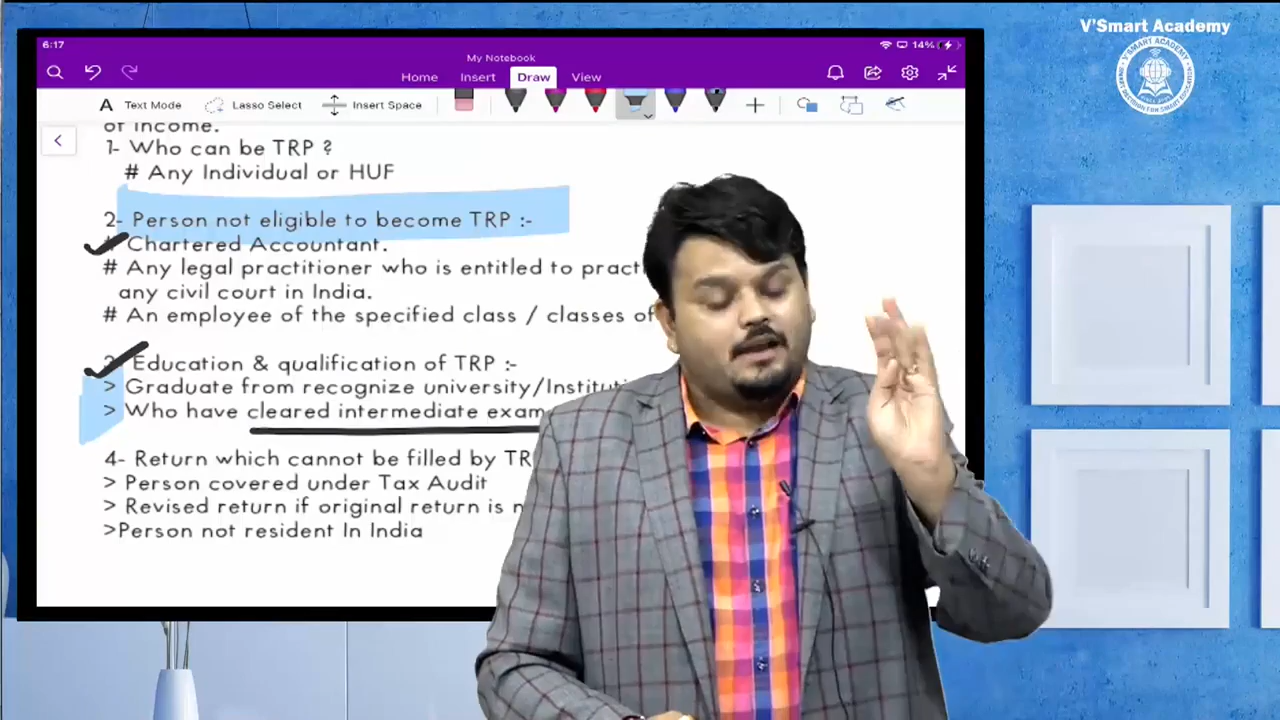 V'Smart Academy
6:17
14%
My Notebook
Home Insert Draw View
A Text Mode Lasso Select Insert Space
of Income.
1- Who can be TRP ?
# Any Individual or HUF
2- Person not eligible to become TRP :-
# Chartered Accountant.
# Any legal practitioner who is entitled to
any civil court in India.
# An employee of the specified class / classes of
Education & qualification of TRP :-
> Graduate from recognize
> Who have cleared intermediate exam
4- Return which cannot be filled by
> Person covered under Tax Audit
> Revised return if original return is
>Person not resident In India